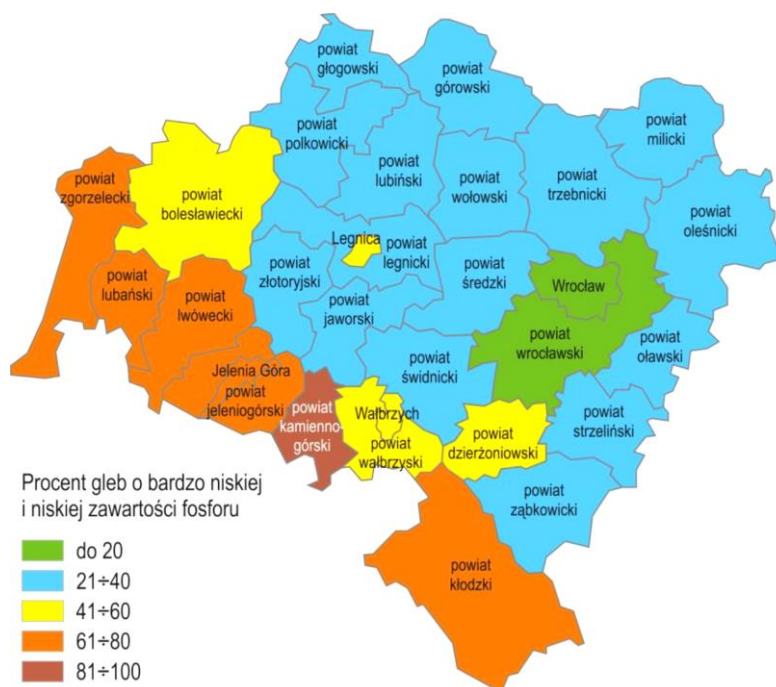 powiat
głogowski
powiat
górowski
powiat
milicki
powiat
polkowicki
powiat
lubiński
powiat
wołowski
powiat
trzebnicki
powiat
zgorzelecki
powiat
bolesławiecki
powiat
oleśnicki
Legnica
powiat
legnicki
powiat
złotoryjski
powiat
średzki
Wrocław
powiat
lubański
powiat
lwówecki
powiat
jaworski
powiat
wrocławski
powiat
oławski
Jelenia Góra
powiat
jeleniogórski
powiat
świdnicki
powiat
kamienno-
górski
Wałbrzych
powiat
wałbrzyski
powiat
dzierżoniowski
powiat
strzeliński
powiat
ząbkowicki
powiat
kłodzki
Procent gleb o bardzo niskiej
i niskiej zawartości fosforu
do 20
21÷40
41÷60
61÷80
81÷100